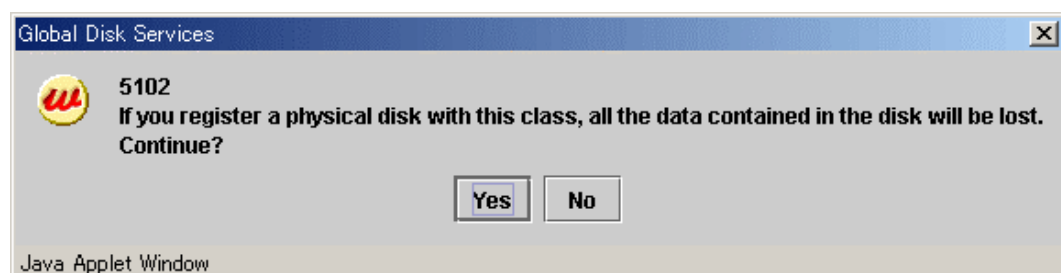 Global Disk Services
5102
If you register a physical disk with this class, all the data contained in the disk will be lost.
Continue?
Yes No
Java Applet Window